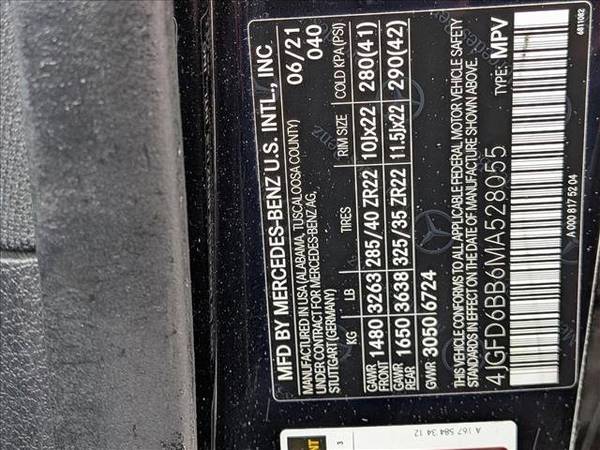 MFD BY MERCEDES-BENZ U.S. INTL., INC
MANUFACTURED IN USA (ALABAMA, TUSCALOOSA COUNTY) 06/21
UNDER CONTRACT FOR MERCEDES-BENZ AG, 040
STUTTGART (GERMANY)
KG LB TIRES RIM SIZE COLD KPA (PSI)
GAWR FRONT 1480 3263 285/40 ZR22 10Jx22 280(41)
GAWR REAR 1650 3638 325/35 ZR22 11.5Jx22 290(42)
GWR 3050 6724
THIS VEHICLE CONFORMS TO ALL APPLICABLE FEDERAL MOTOR VEHICLE SAFETY
STANDARDS IN EFFECT ON THE DATE OF MANUFACTURE SHOWN ABOVE.
4JGFD6BB6MA528055 TYPE: MPV
A 000 817 52 04
6811082
A 167 584 34 12
3